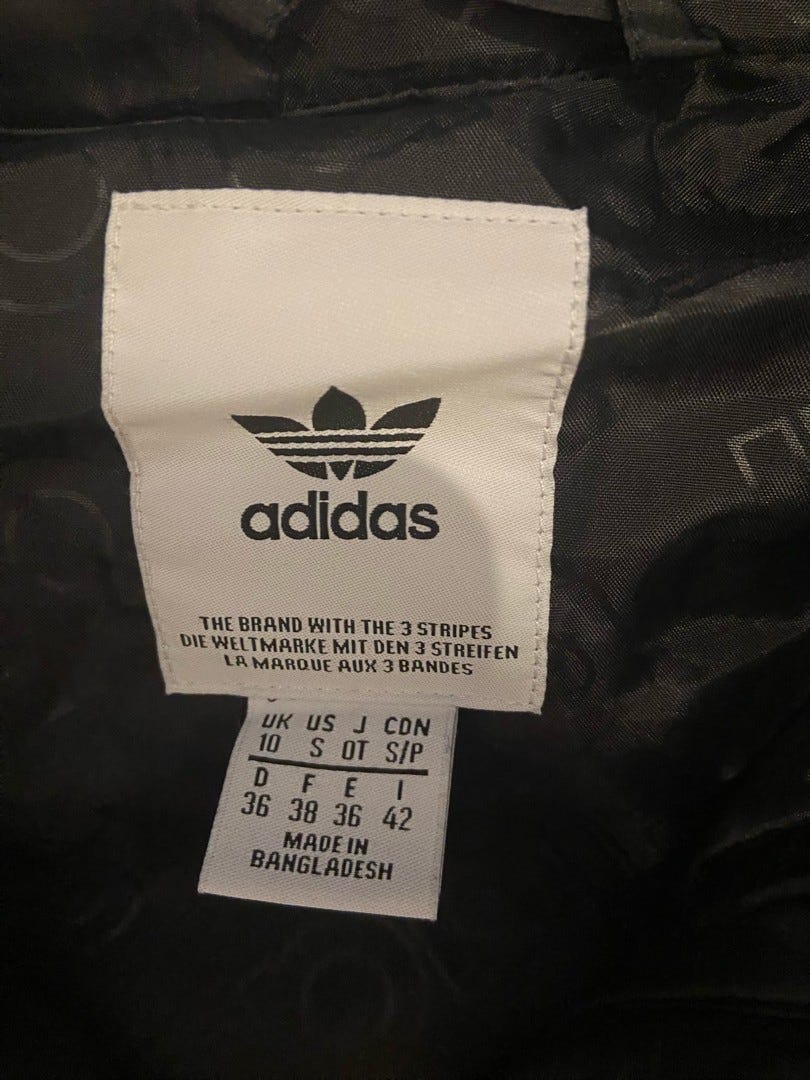 adidas
THE BRAND WITH THE 3 STRIPES
DIE WELTMARKE MIT DEN 3 STREIFEN
LA MARQUE AUX 3 BANDES
UK US J CDN
10 S OT S/P
D F E I
36 38 36 42
MADE IN
BANGLADESH